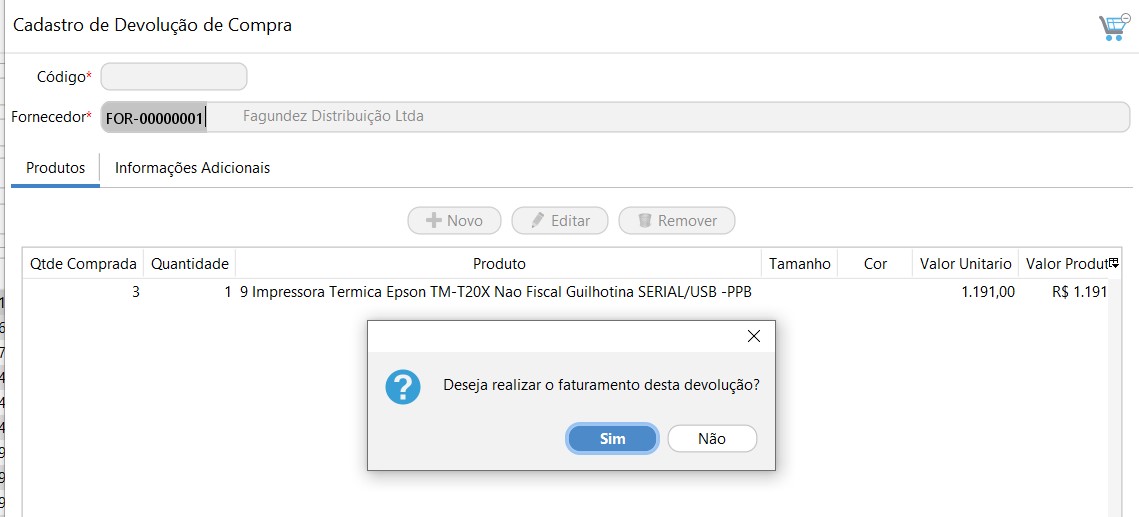 Cadastro de Devolução de Compra
Código*
Fornecedor* FOR-00000001 Fagundez Distribuição Ltda
Produtos Informações Adicionais
Novo Editar Remover
Qtde Comprada Quantidade Produto Tamanho Cor Valor Unitario Valor Produt
3 1 9 Impressora Termica Epson TM-T20X Nao Fiscal Guilhotina SERIAL/USB -PPB 1.191,00 R$ 1.191
Deseja realizar o faturamento desta devolução?
Sim Não